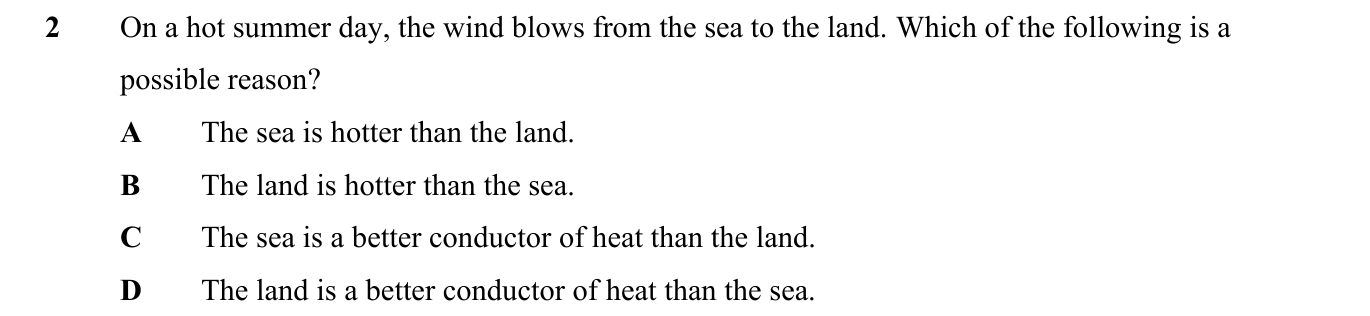 2 On a hot summer day, the wind blows from the sea to the land. Which of the following is a
possible reason?
A The sea is hotter than the land.
B The land is hotter than the sea.
C The sea is a better conductor of heat than the land.
D The land is a better conductor of heat than the sea.